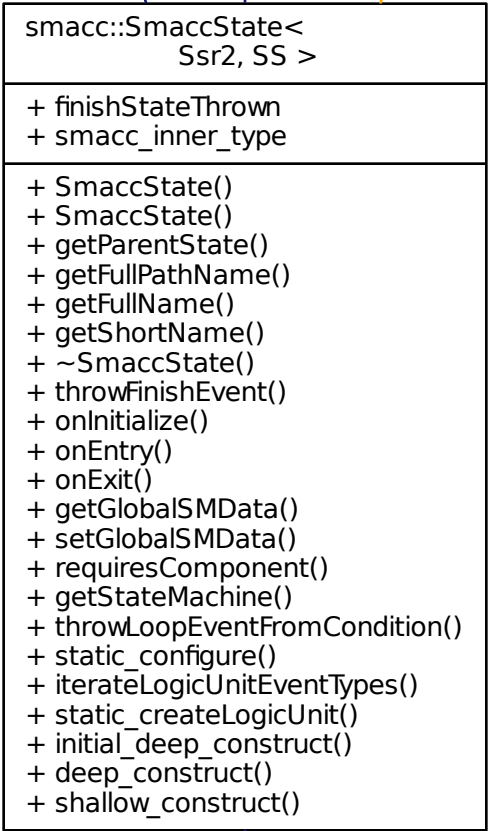 smacc::SmaccState<
Ssr2, SS >
+ finishStateThrown
+ smacc_inner_type
+ SmaccState()
+ SmaccState()
+ getParentState()
+ getFullPathName()
+ getFullName()
+ getShortName()
+ ~SmaccState()
+ throwFinishEvent()
+ onInitialize()
+ onEntry()
+ onExit()
+ getGlobalSMData()
+ setGlobalSMData()
+ requiresComponent()
+ getStateMachine()
+ throwLoopEventFromCondition()
+ static_configure()
+ iterateLogicUnitEventTypes()
+ static_createLogicUnit()
+ initial_deep_construct()
+ deep_construct()
+ shallow_construct()